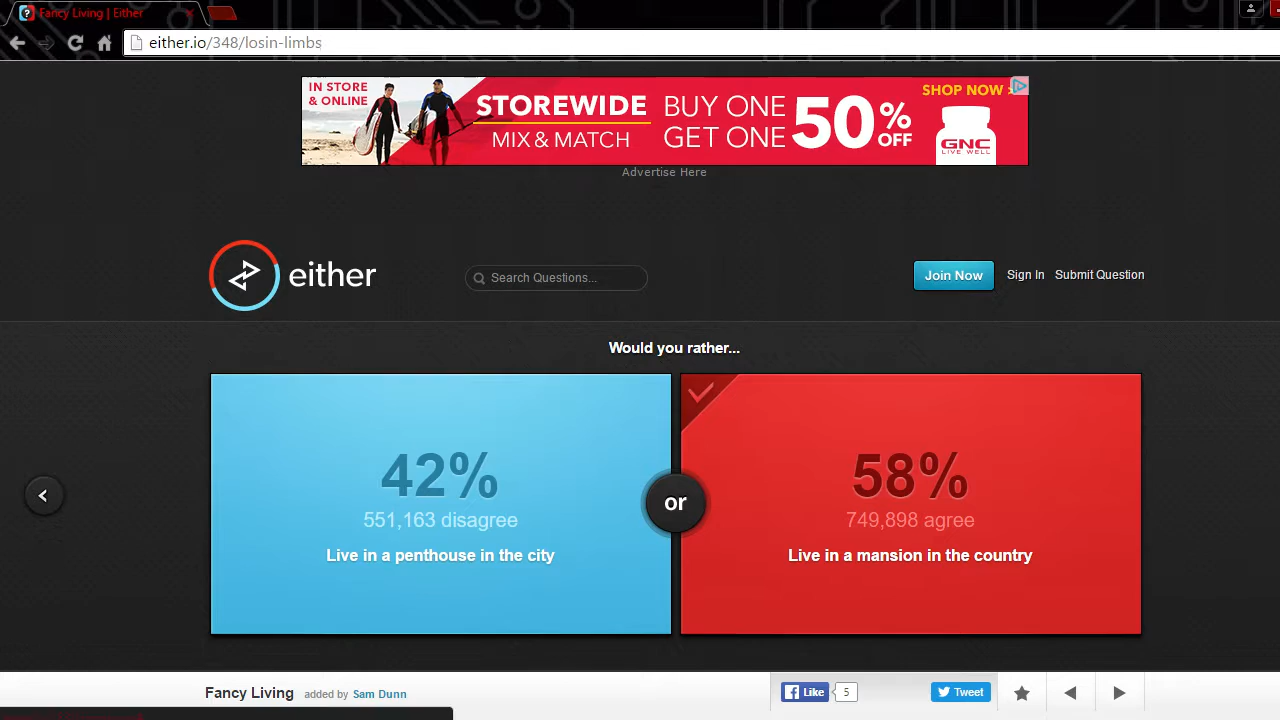 Fancy Living | Either
either.io/348/losin-limbs
IN STORE
& ONLINE
STOREWIDE
MIX & MATCH
BUY ONE
GET ONE
50%
OFF
SHOP NOW
GNC
LIVE WELL
Advertise Here
either
Search Questions...
Join Now
Sign In
Submit Question
Would you rather...
42%
551,163 disagree
Live in a penthouse in the city
or
58%
749,898 agree
Live in a mansion in the country
Fancy Living
added by Sam Dunn
Like
5
Tweet